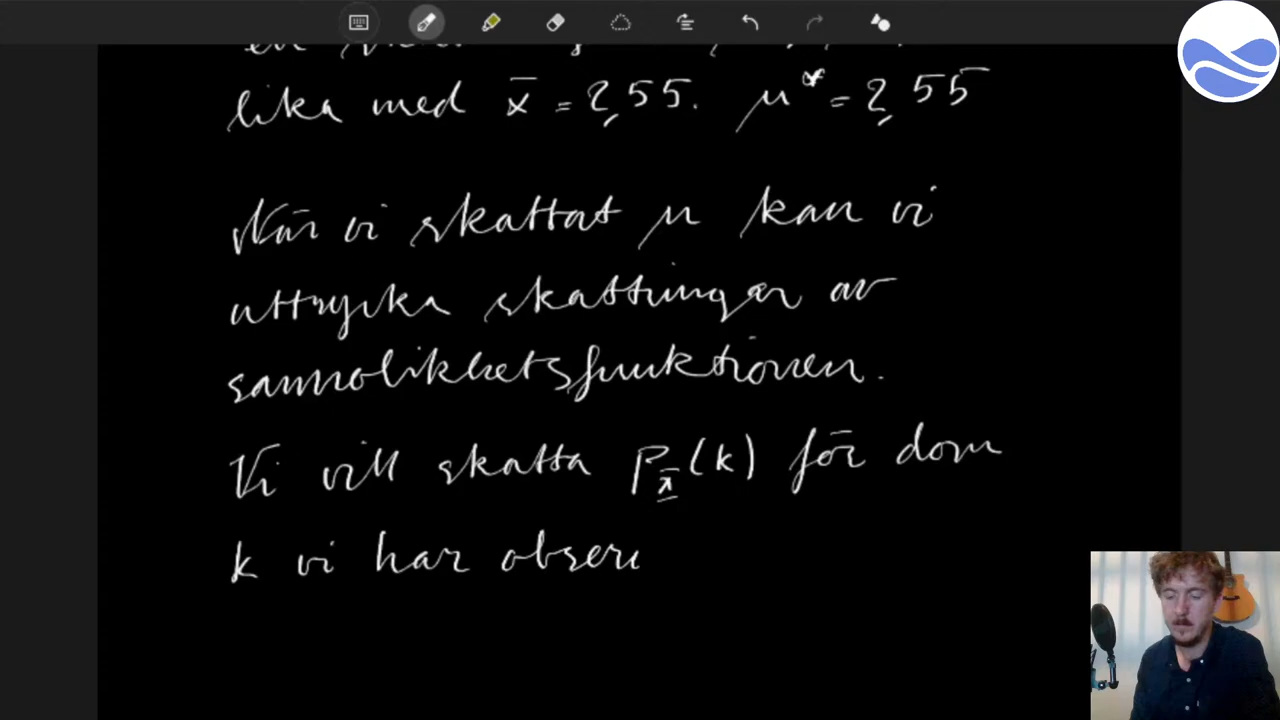 lika med x̄ = 2,55. μ* = 2,55
När vi skattat μ kan vi
uttrycka skattningar av
sannolikhetsfunktionen.
Vi vill skatta p_X(k) för dom
k vi har obser